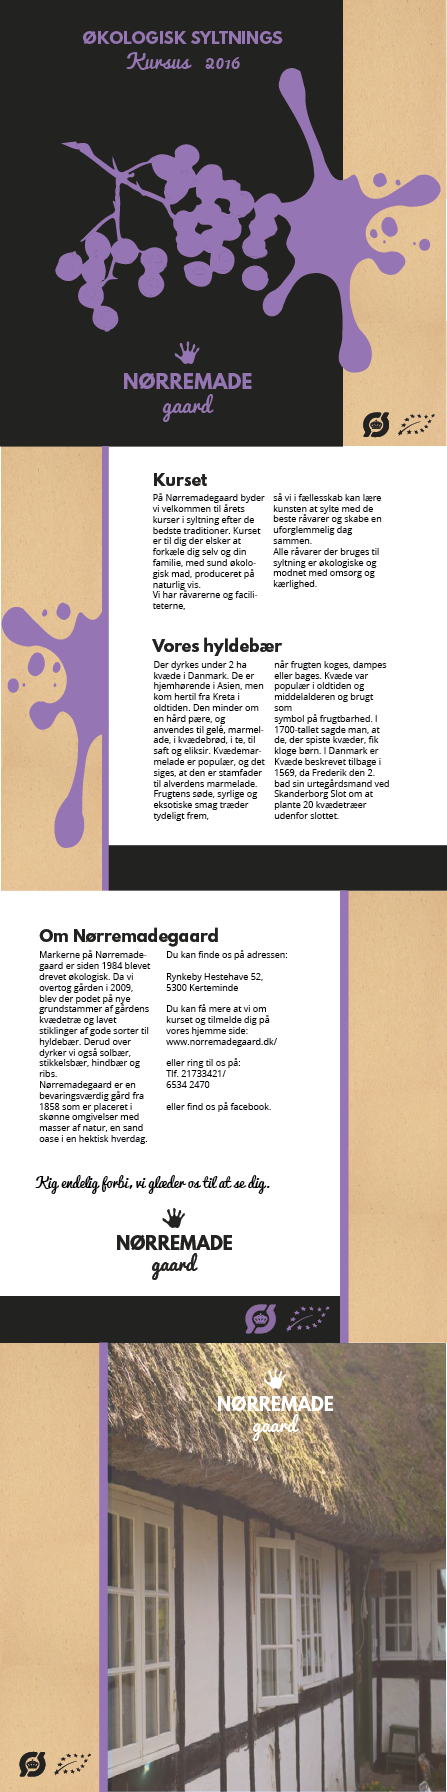 ØKOLOGISK SYLTNINGS
Kursus 2016
NØRREMADE
gaard
Kurset
På Nørremadegaard byder
vi velkommen til årets
kurser i syltning efter de
bedste traditioner. Kurset
er til dig der elsker at
forkæle dig selv og din
familie, med sund økolo-
gisk mad, produceret på
naturlig vis.
Vi har råvarerne og facili-
teterne,
så vi i fællesskab kan lære
kunsten at sylte med de
beste råvarer og skabe en
uforglemmelig dag
sammen.
Alle råvarer der bruges til
syltning er økologiske og
modnet med omsorg og
kærlighed.
Vores hyldebær
Der dyrkes under 2 ha
kvæde i Danmark. De er
hjemhørende i Asien, men
kom hertil fra Kreta i
oldtiden. Den minder om
en hård pære, og
anvendes til gelé, marmel-
ade, i kvædebrød, i te, til
saft og eliksir. Kvædemar-
melade er populær, og det
siges, at den er stamfader
til alverdens marmelade.
Frugtens søde, syrlige og
eksotiske smag træder
tydeligt frem,
når frugten koges, dampes
eller bages. Kvæde var
populær i oldtiden og
middelalderen og brugt
som
symbol på frugtbarhed. I
1700-tallet sagde man, at
de, der spiste kvæder, fik
kloge børn. I Danmark er
Kvæde beskrevet tilbage i
1569, da Frederik den 2.
bad sin urtegårdsmand ved
Skanderborg Slot om at
plante 20 kvædetræer
udenfor slottet.
Om Nørremadegaard
Markerne på Nørremade-
gaard er siden 1984 blevet
drevet økologisk. Da vi
overtog gården i 2009,
blev der podet på nye
grundstammer af gårdens
kvædetræ og lavet
stiklinger af gode sorter til
hyldebær. Derud over
dyrker vi også solbær,
stikkelsbær, hindbær og
ribs.
Nørremadegaard er en
bevaringsværdig gård fra
1858 som er placeret i
skønne omgivelser med
masser af natur, en sand
oase i en hektisk hverdag.
Du kan finde os på adressen:
Rynkeby Hestehave 52,
5300 Kerteminde
Du kan få mere at vi om
kurset og tilmelde dig på
vores hjemme side:
www.norremadegaard.dk/
eller ring til os på:
Tlf. 21733421/
6534 2470
eller find os på facebook.
Kig endelig forbi, vi glæder os til at se dig.
NØRREMADE
gaard
NØRREMADE
gaard